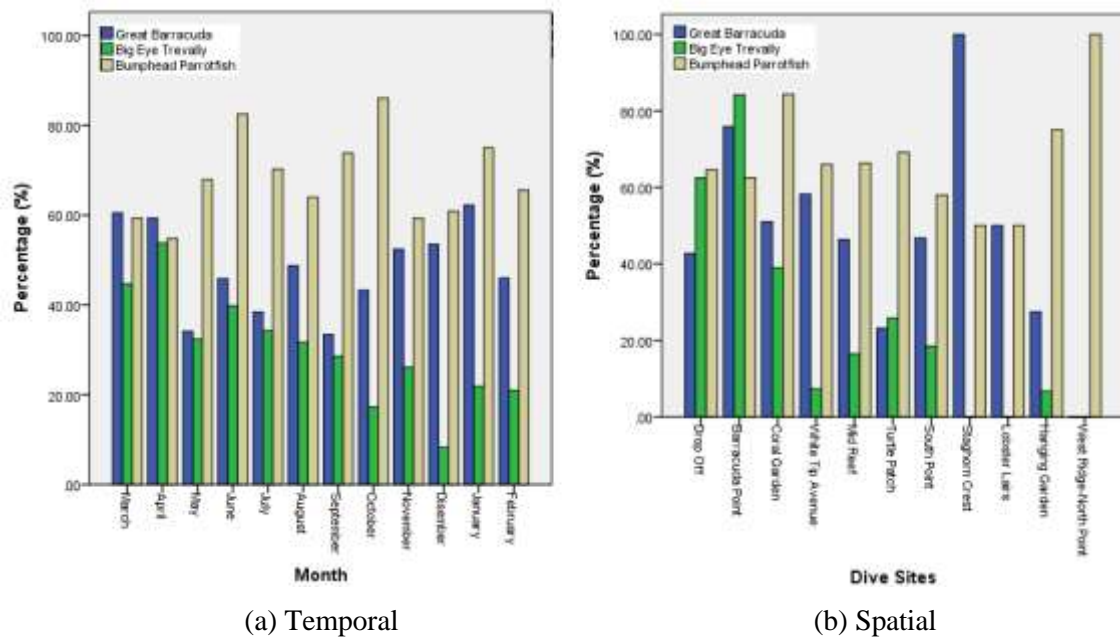 100.00
80.00
60.00
40.00
20.00
.00
Percentage (%)
Great Barracuda
Big Eye Trevally
Bumphead Parrotfish
March
April
May
June
July
August
September
October
November
Disember
January
February
Month
(a) Temporal
100.00
80.00
60.00
40.00
20.00
.00
Percentage (%)
Great Barracuda
Big Eye Trevally
Bumphead Parrotfish
Drop Off
Barracuda Point
Coral Garden
White Tip Avenue
Mid Reef
Turtle Patch
South Point
Staghorn Crest
Lobster Lairs
Hanging Garden
West Ridge-North Point
Dive Sites
(b) Spatial